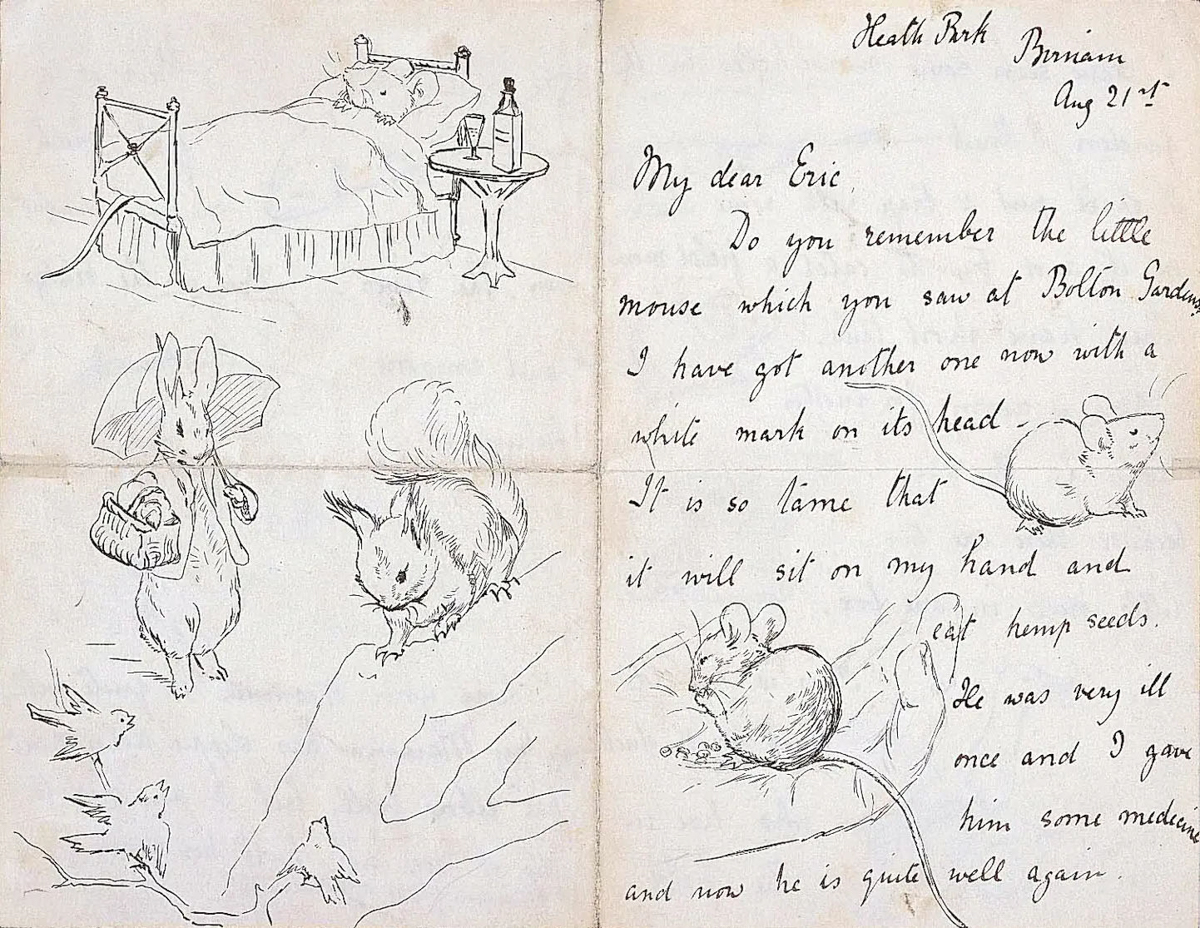 Heath Park
Birnam
Aug 21st
My dear Eric,
Do you remember the little
mouse which you saw at Bolton Gardens
I have got another one now with a
white mark on its head -
It is so tame that
it will sit on my hand and
eat hemp seeds.
He was very ill
once and I gave
him some medecine
and now he is quite well again.